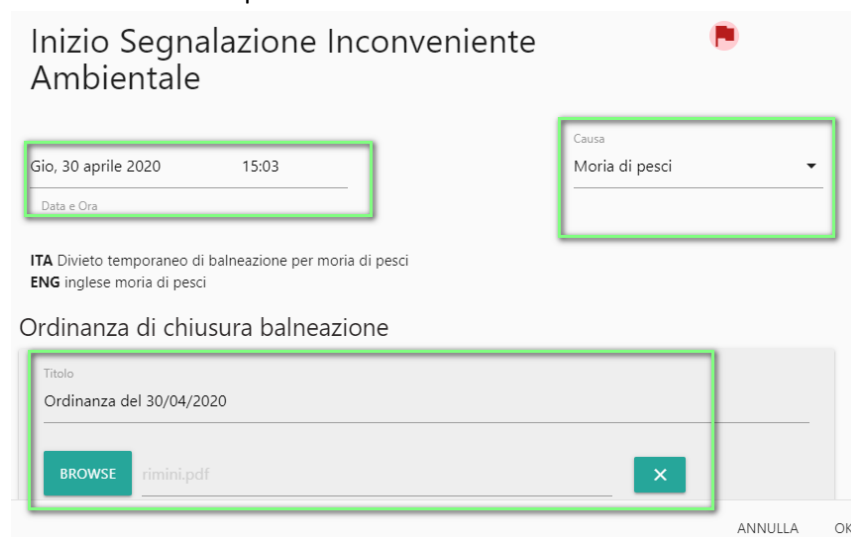 Inizio Segnalazione Inconveniente
Ambientale
Causa
Gio, 30 aprile 2020 15:03
Moria di pesci
Data e Ora
ITA Divieto temporaneo di balneazione per moria di pesci
ENG inglese moria di pesci
Ordinanza di chiusura balneazione
Titolo
Ordinanza del 30/04/2020
BROWSE rimini.pdf
ANNULLA OK